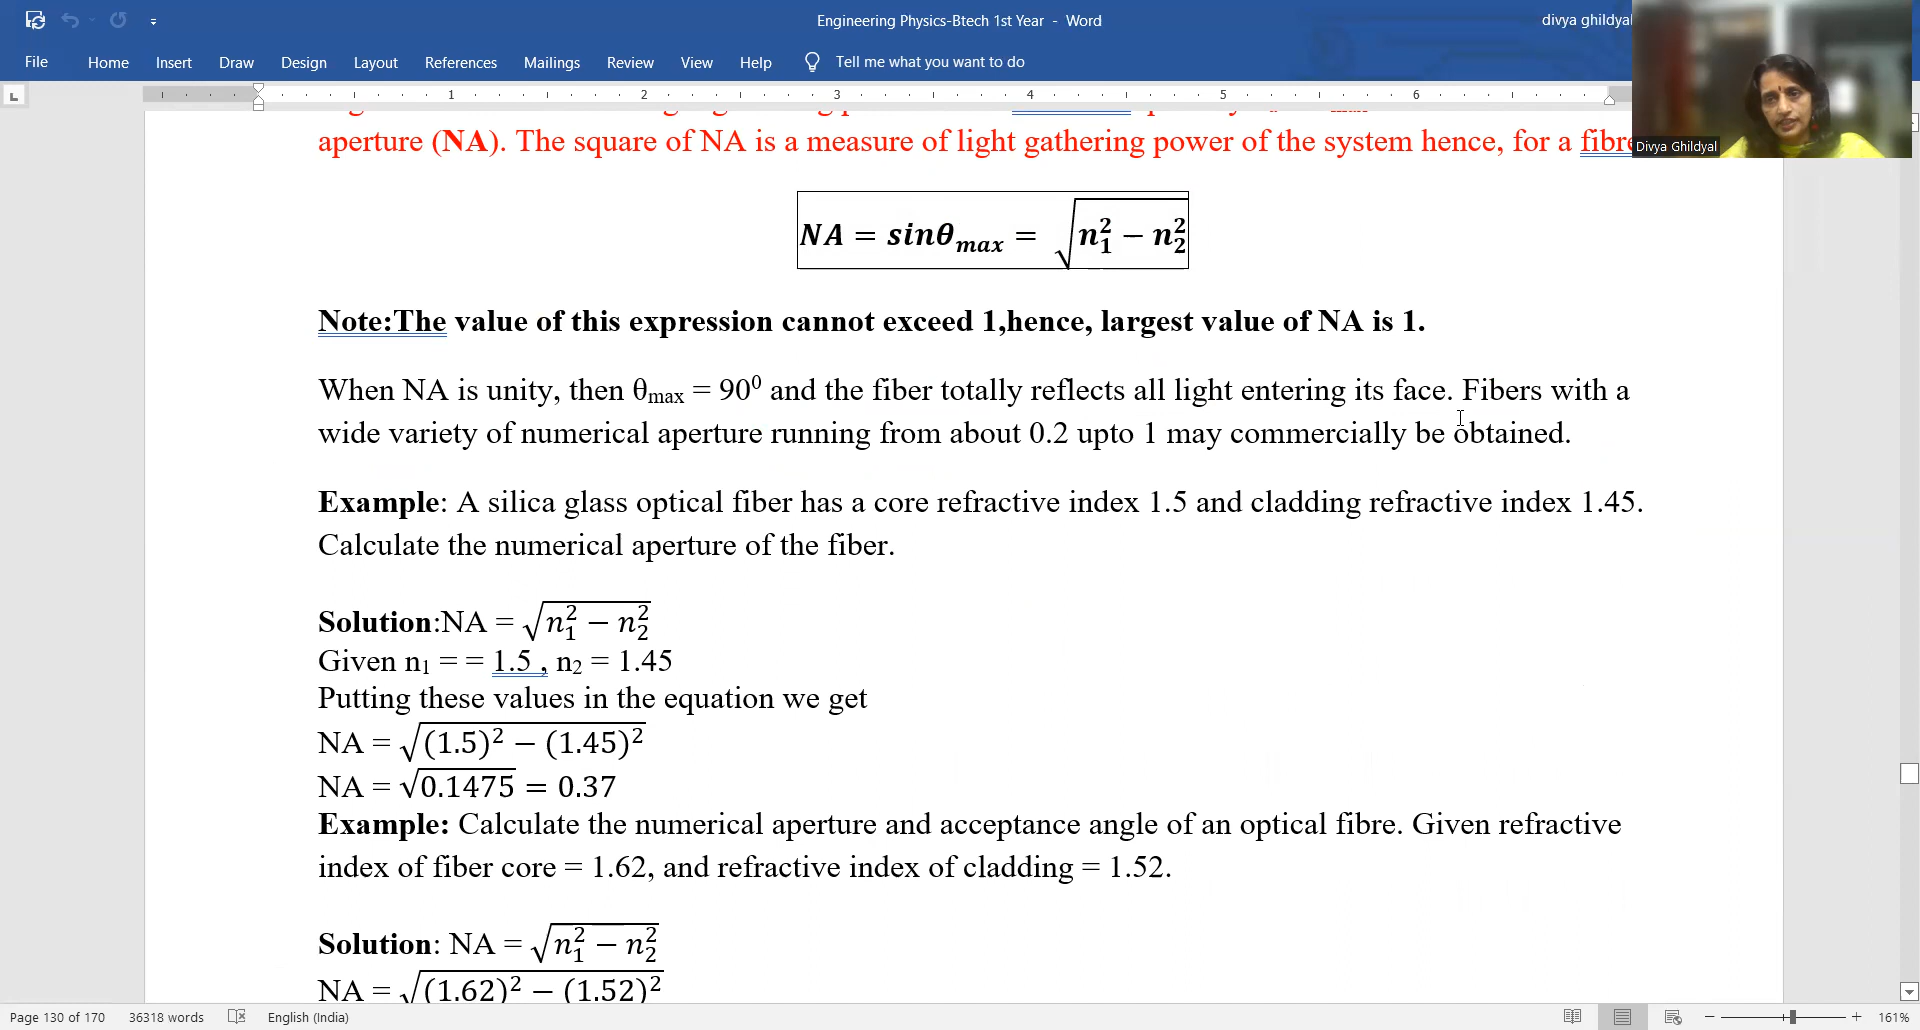 Engineering Physics-Btech 1st Year - Word
divya ghildyal
File Home Insert Draw Design Layout References Mailings Review View Help Tell me what you want to do
L
1 2 3 4 5 6
aperture (NA). The square of NA is a measure of light gathering power of the system hence, for a fibre
Divya Ghildyal
NA = sinθmax = √n₁² − n₂²
Note:The value of this expression cannot exceed 1,hence, largest value of NA is 1.
When NA is unity, then θmax = 90⁰ and the fiber totally reflects all light entering its face. Fibers with a
wide variety of numerical aperture running from about 0.2 upto 1 may commercially be obtained.
Example: A silica glass optical fiber has a core refractive index 1.5 and cladding refractive index 1.45.
Calculate the numerical aperture of the fiber.
Solution:NA = √n₁² − n₂²
Given n₁ = = 1.5 , n₂ = 1.45
Putting these values in the equation we get
NA = √(1.5)² − (1.45)²
NA = √0.1475 = 0.37
Example: Calculate the numerical aperture and acceptance angle of an optical fibre. Given refractive
index of fiber core = 1.62, and refractive index of cladding = 1.52.
Solution: NA = √n₁² − n₂²
NA = √(1.62)² − (1.52)²
Page 130 of 170 36318 words English (India) 161%